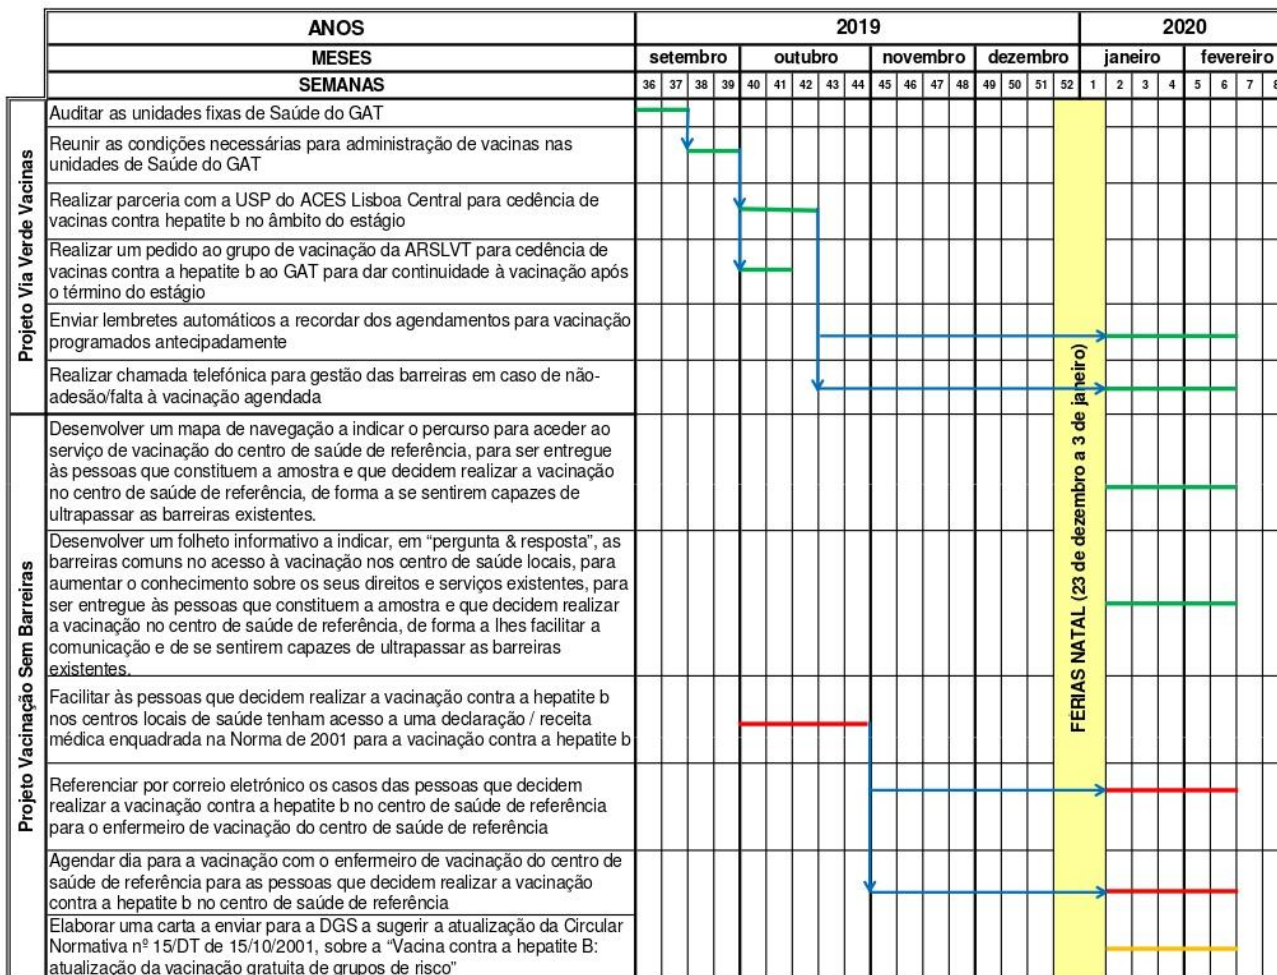 ANOS 2019 2020
MESES setembro outubro novembro dezembro janeiro fevereiro
SEMANAS 36 37 38 39 40 41 42 43 44 45 46 47 48 49 50 51 52 1 2 3 4 5 6 7 8
Projeto Via Verde Vacinas
Auditar as unidades fixas de Saúde do GAT
Reunir as condições necessárias para administração de vacinas nas
unidades de Saúde do GAT
Realizar parceria com a USP do ACES Lisboa Central para cedência de
vacinas contra hepatite b no âmbito do estágio
Realizar um pedido ao grupo de vacinação da ARSLVT para cedência de
vacinas contra a hepatite b ao GAT para dar continuidade à vacinação após
o término do estágio
Enviar lembretes automáticos a recordar dos agendamentos para vacinação
programados antecipadamente
Realizar chamada telefónica para gestão das barreiras em caso de não-
adesão/falta à vacinação agendada
Projeto Vacinação Sem Barreiras
Desenvolver um mapa de navegação a indicar o percurso para aceder ao
serviço de vacinação do centro de saúde de referência, para ser entregue
às pessoas que constituem a amostra e que decidem realizar a vacinação
no centro de saúde de referência, de forma a se sentirem capazes de
ultrapassar as barreiras existentes.
Desenvolver um folheto informativo a indicar, em “pergunta & resposta”, as
barreiras comuns no acesso à vacinação nos centro de saúde locais, para
aumentar o conhecimento sobre os seus direitos e serviços existentes, para
ser entregue às pessoas que constituem a amostra e que decidem realizar
a vacinação no centro de saúde de referência, de forma a lhes facilitar a
comunicação e de se sentirem capazes de ultrapassar as barreiras
existentes.
Facilitar às pessoas que decidem realizar a vacinação contra a hepatite b
nos centros locais de saúde tenham acesso a uma declaração / receita
médica enquadrada na Norma de 2001 para a vacinação contra a hepatite b
Referenciar por correio eletrónico os casos das pessoas que decidem
realizar a vacinação contra a hepatite b no centro de saúde de referência
para o enfermeiro de vacinação do centro de saúde de referência
Agendar dia para a vacinação com o enfermeiro de vacinação do centro de
saúde de referência para as pessoas que decidem realizar a vacinação
contra a hepatite b no centro de saúde de referência
Elaborar uma carta a enviar para a DGS a sugerir a atualização da Circular
Normativa nº 15/DT de 15/10/2001, sobre a “Vacina contra a hepatite B:
atualização da vacinação gratuita de grupos de risco”
FÉRIAS NATAL (23 de dezembro a 3 de janeiro)